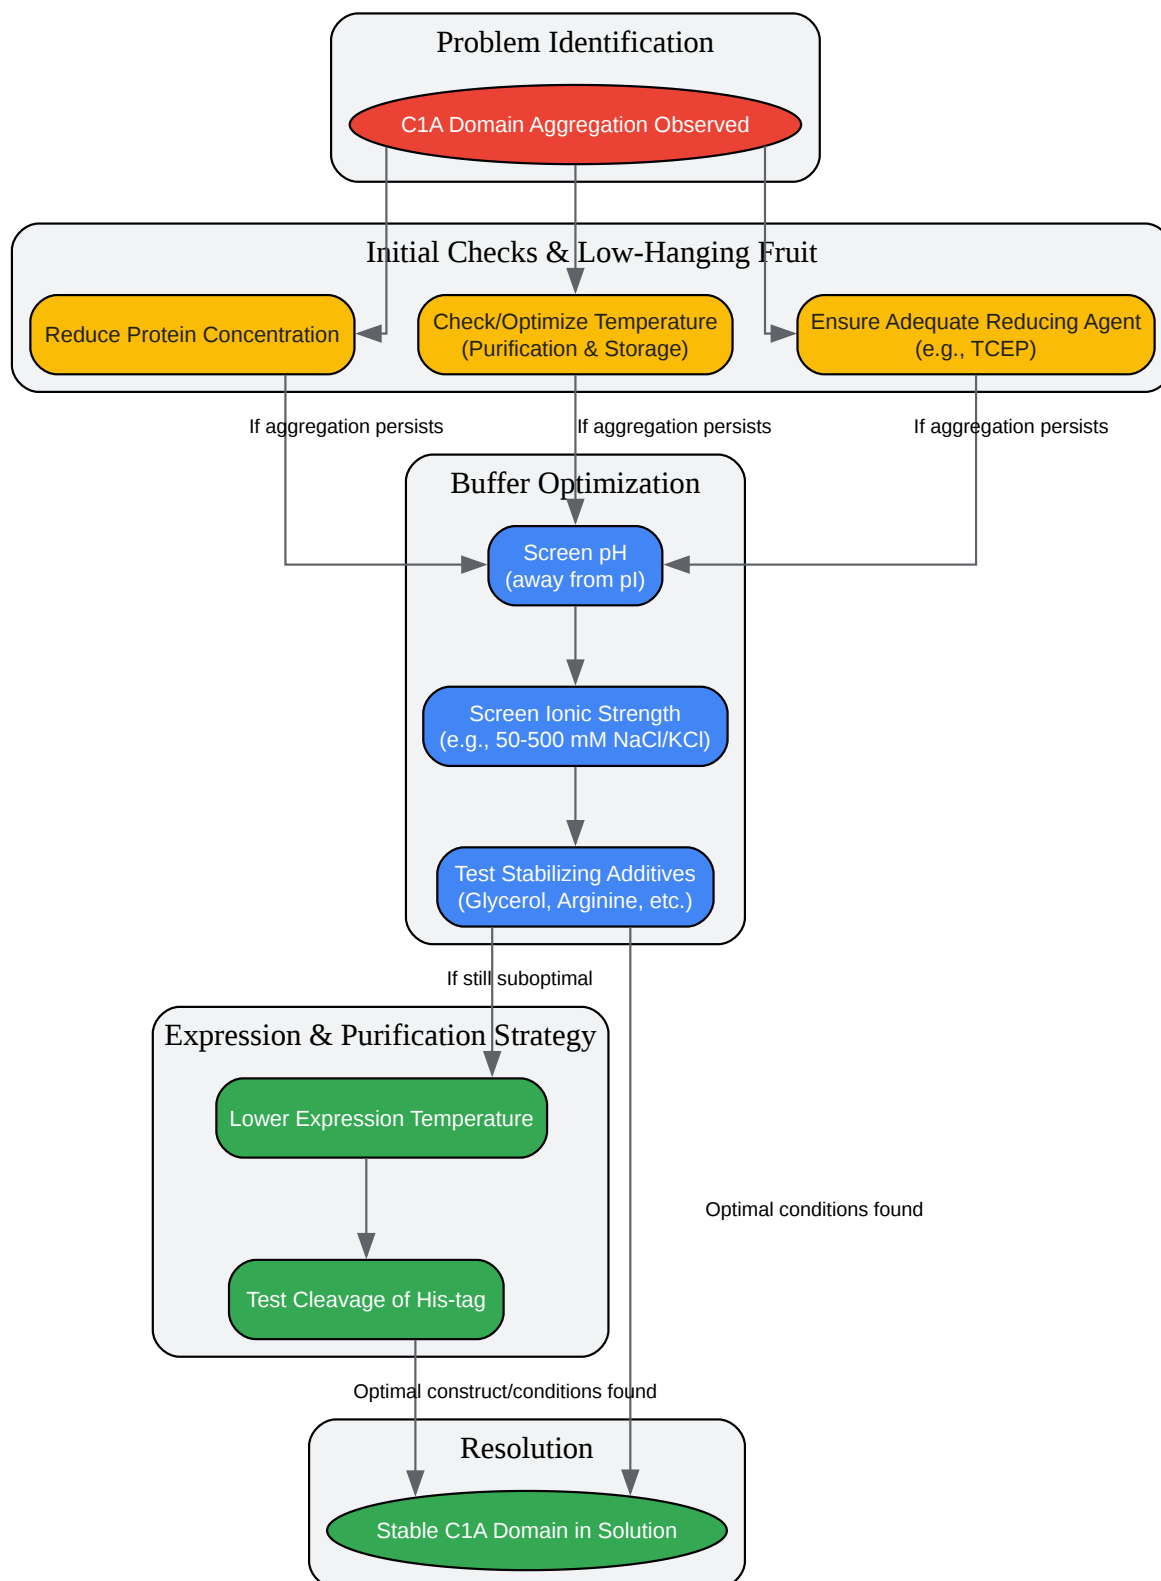 Problem Identification
C1A Domain Aggregation Observed
Initial Checks & Low-Hanging Fruit
Reduce Protein Concentration
Check/Optimize Temperature
(Purification & Storage)
Ensure Adequate Reducing Agent
(e.g., TCEP)
If aggregation persists
If aggregation persists
If aggregation persists
Buffer Optimization
Screen pH
(away from pI)
Screen Ionic Strength
(e.g., 50-500 mM NaCl/KCl)
Test Stabilizing Additives
(Glycerol, Arginine, etc.)
If still suboptimal
Expression & Purification Strategy
Lower Expression Temperature
Optimal conditions found
Test Cleavage of His-tag
Optimal construct/conditions found
Resolution
Stable C1A Domain in Solution